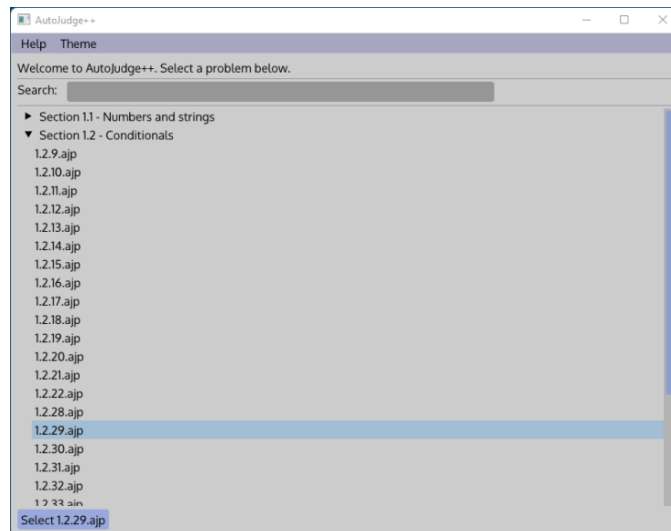 AutoJudge++
Help Theme
Welcome to AutoJudge++. Select a problem below.
Search:
Section 1.1 - Numbers and strings
Section 1.2 - Conditionals
1.2.9.ajp
1.2.10.ajp
1.2.11.ajp
1.2.12.ajp
1.2.13.ajp
1.2.14.ajp
1.2.15.ajp
1.2.16.ajp
1.2.17.ajp
1.2.18.ajp
1.2.19.ajp
1.2.20.ajp
1.2.21.ajp
1.2.22.ajp
1.2.28.ajp
1.2.29.ajp
1.2.30.ajp
1.2.31.ajp
1.2.32.ajp
1.2.33.ajp
Select 1.2.29.ajp